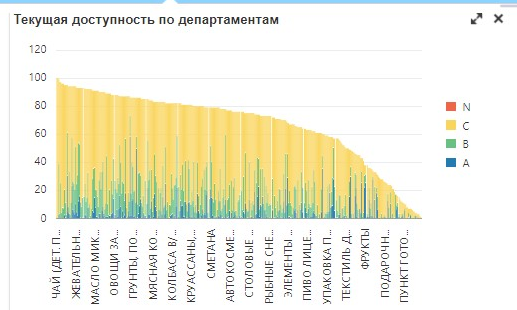 Текущая доступность по департаментам
120
100
80
60
40
20
0
N
C
B
A
ЧАЙ (ДЕТ. П...
ЖЕВАТЕЛЬН...
МАСЛО МИК...
ОВОЩИ ЗА...
ГРУНТЫ, ПО...
МЯСНАЯ КО...
КОЛБАСА В/...
КРУАССАНЫ,...
СМЕТАНА
АВТОКОСМЕ...
СТОЛОВЫЕ ...
РЫБНЫЕ СНЕ...
ЭЛЕМЕНТЫ ...
ПИВО ЛИЦЕ...
УПАКОВКА П...
ТЕКСТИЛЬ Д...
ФРУКТЫ
ПОДАРОЧН...
ПУНКТ ГОТО...